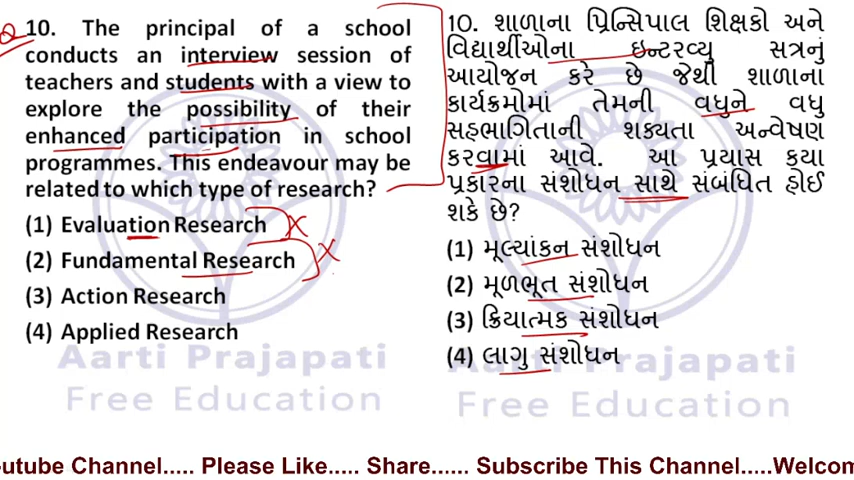 10. The principal of a school
conducts an interview session of
teachers and students with a view to
explore the possibility of their
enhanced participation in school
programmes. This endeavour may be
related to which type of research?
(1) Evaluation Research
(2) Fundamental Research
(3) Action Research
(4) Applied Research
10. શાળાના પ્રિન્સિપાલ શિક્ષકો અને
વિદ્યાર્થીઓના ઇન્ટરવ્યુ સત્રનું
આયોજન કરે છે જેથી શાળાના
કાર્યક્રમોમાં તેમની વધુને વધુ
સહભાગિતાની શક્યતા અન્વેષણ
કરવામાં આવે. આ પ્રયાસ કયા
પ્રકારના સંશોધન સાથે સંબંધિત હોઈ
શકે છે?
(1) મૂલ્યાંકન સંશોધન
(2) મૂળભૂત સંશોધન
(3) ક્રિયાત્મક સંશોધન
(4) લાગુ સંશોધન
Aarti Prajapati
Free Education
Aarti Prajapati
Free Education
outube Channel..... Please Like..... Share...... Subscribe This Channel.....Welcom